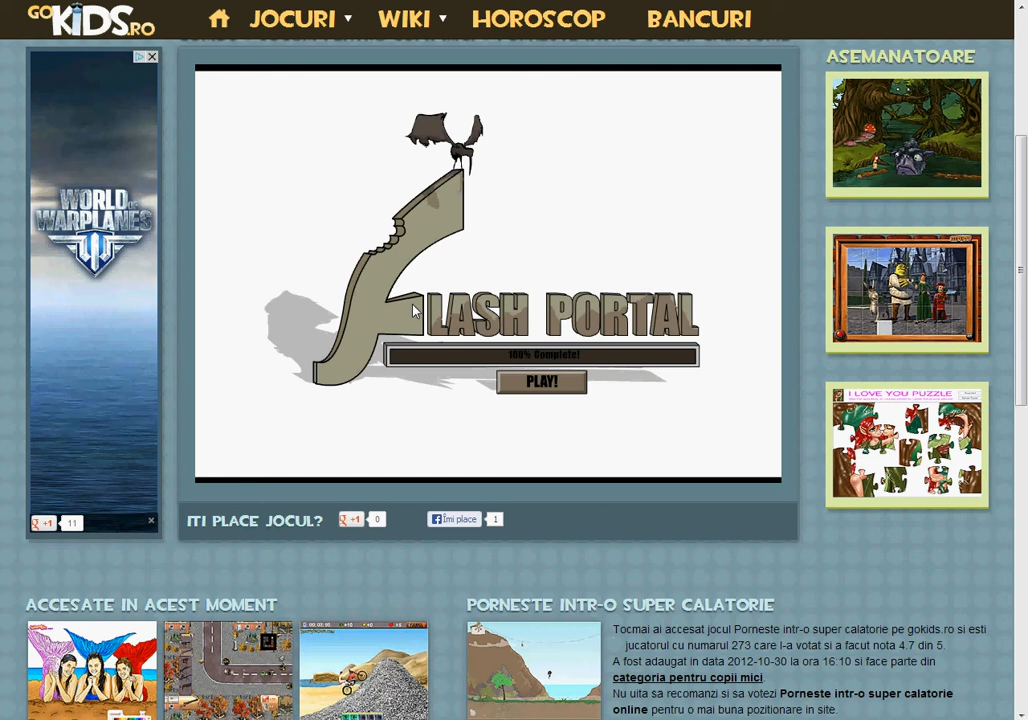 GO KIDS.RO
JOCURI WIKI HOROSCOP BANCURI
ASEMANATOARE
WORLD OF
WARPLANES
FLASH PORTAL
100% Complete!
PLAY!
I LOVE YOU PUZZLE
+1 11
ITI PLACE JOCUL? +1 0 Îmi place 1
ACCESATE IN ACEST MOMENT
PORNESTE INTR-O SUPER CALATORIE
Tocmai ai accesat jocul Porneste intr-o super calatorie pe gokids.ro si esti
jucatorul cu numarul 273 care l-a votat si a facut nota 4.7 din 5.
A fost adaugat in data 2012-10-30 la ora 16:10 si face parte din
categoria pentru copii mici.
Nu uita sa recomanzi si sa votezi Porneste intr-o super calatorie
online pentru o mai buna pozitionare in site.